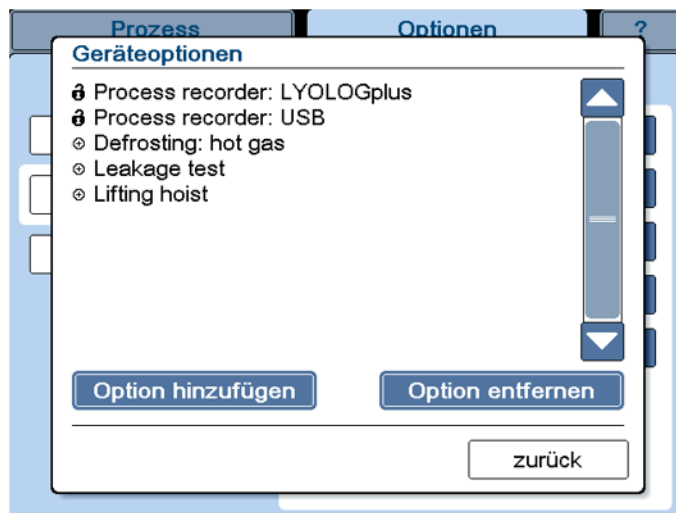 Prozess Optionen ?
Geräteoptionen
Process recorder: LYOLOGplus
Process recorder: USB
Defrosting: hot gas
Leakage test
Lifting hoist
Option hinzufügen Option entfernen
zurück